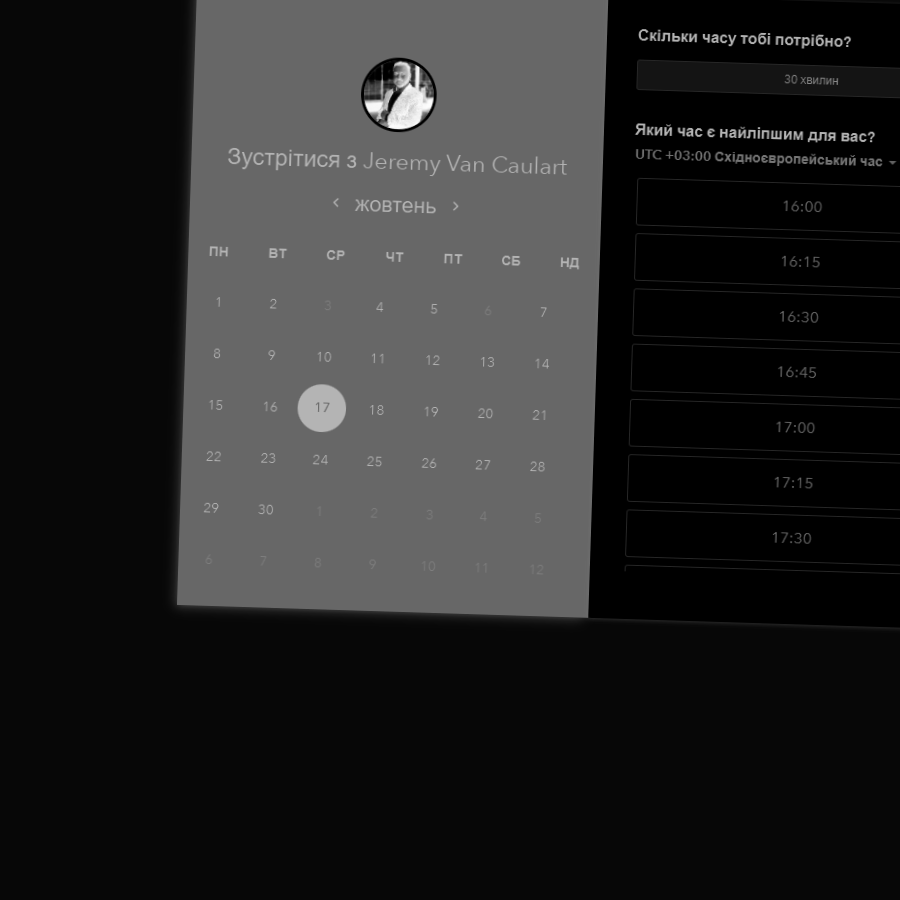 Зустрітися з Jeremy Van Caulart
‹ жовтень ›
ПН ВТ СР ЧТ ПТ СБ НД
1 2 3 4 5 6 7
8 9 10 11 12 13 14
15 16 17 18 19 20 21
22 23 24 25 26 27 28
29 30 1 2 3 4 5
6 7 8 9 10 11 12
Скільки часу тобі потрібно?
30 хвилин
Який час є найліпшим для вас?
UTC +03:00 Східноєвропейський час
16:00
16:15
16:30
16:45
17:00
17:15
17:30